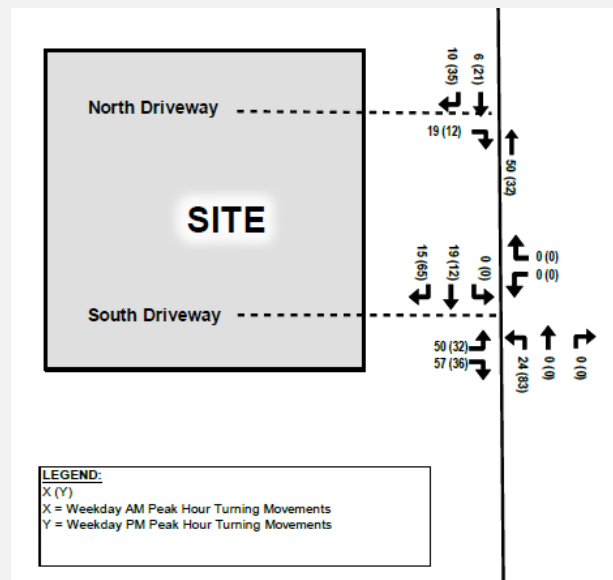 10 (35)
6 (21)
North Driveway
19 (12)
50 (32)
SITE
15 (65)
19 (12)
0 (0)
0 (0)
0 (0)
South Driveway
50 (32)
57 (36)
24 (83)
0 (0)
0 (0)
LEGEND:
X (Y)
X = Weekday AM Peak Hour Turning Movements
Y = Weekday PM Peak Hour Turning Movements